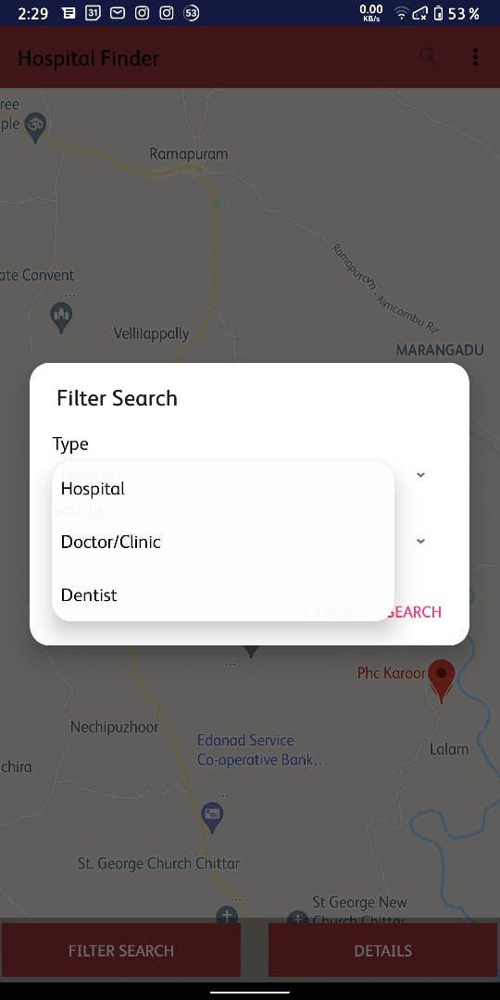 2:29
31
53
0.00
KB/s
53 %
Hospital Finder
ree
ple
Ramapuram
ate Convent
...
Vellilappally
Ramapuram - Aimcombu Rd
MARANGADU
Filter Search
Type
Hospital
Hospital
Sort By
Doctor/Clinic
Dentist
SEARCH
...
Phc Karoor
Nechipuzhoor
Edanad Service
Co-operative Bank...
Lalam
chira
...
St. George Church Chittar
...
St George New
Church Chittar
FILTER SEARCH
DETAILS